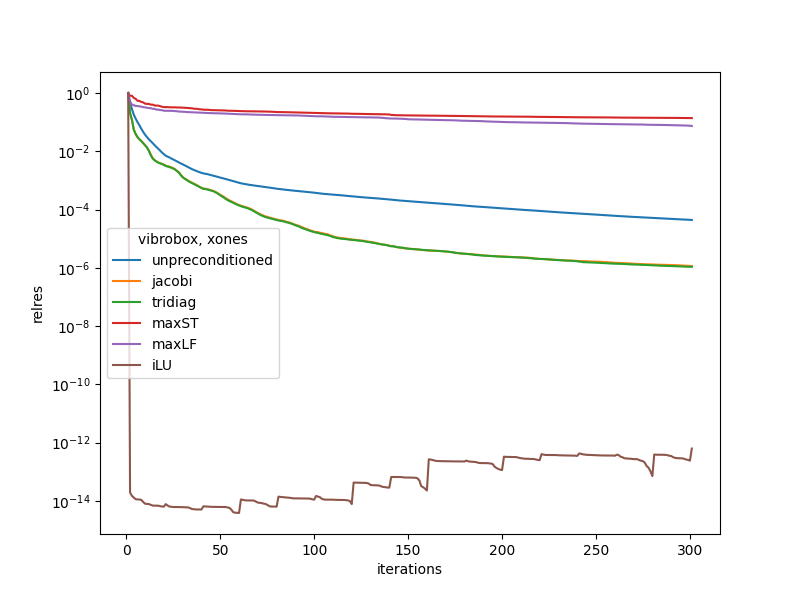 10^0
10^-2
10^-4
10^-6
10^-8
10^-10
10^-12
10^-14
relres
vibrobox, xones
unpreconditioned
jacobi
tridiag
maxST
maxLF
iLU
0 50 100 150 200 250 300
iterations